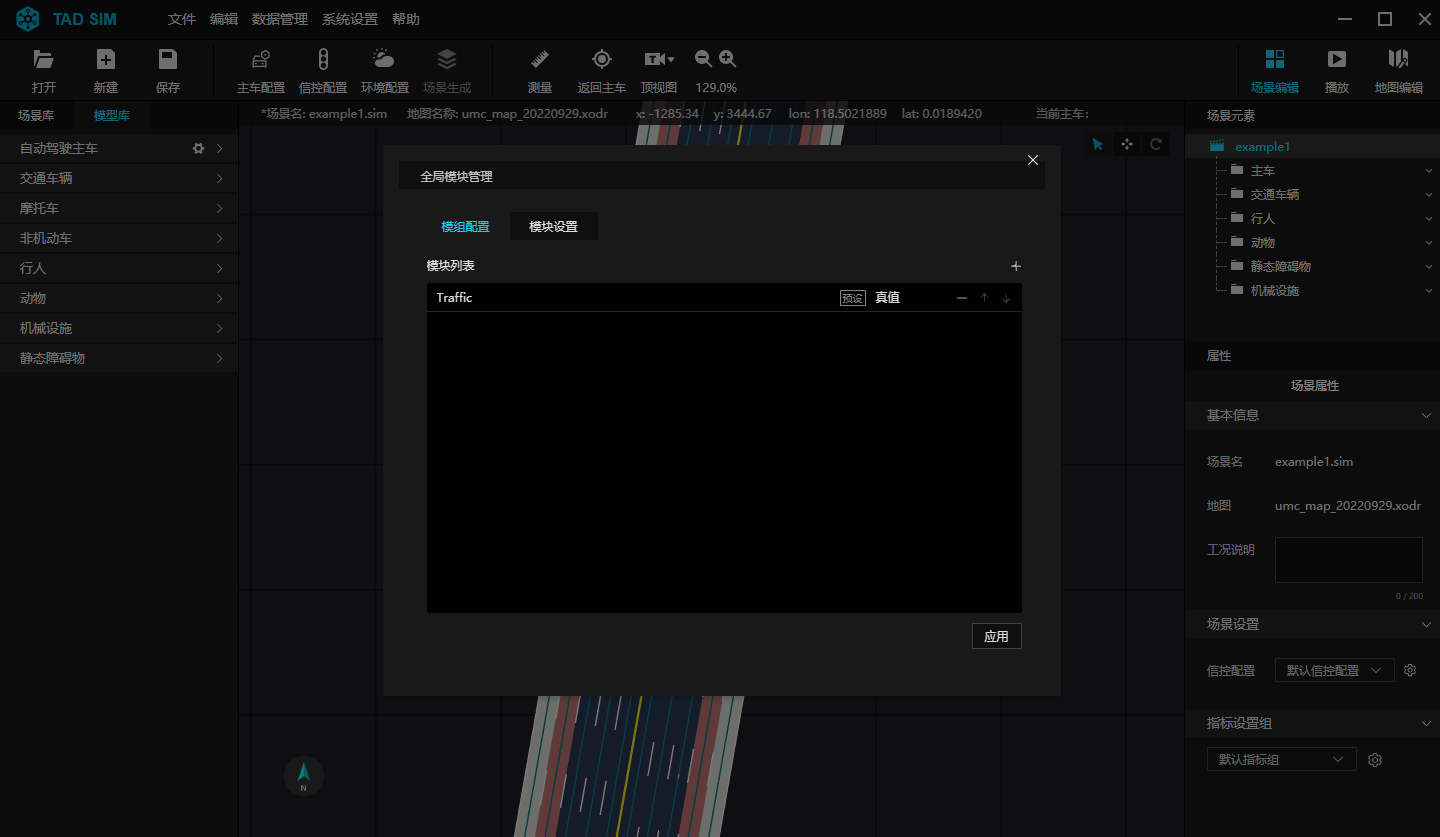 TAD SIM 文件 编辑 数据管理 系统设置 帮助
打开 新建 保存 主车配置 信控配置 环境配置 场景生成 测量 返回主车 顶视图 129.0% 场景编辑 播放 地图编辑
场景库 模型库
*场景名: example1.sim 地图名称: umc_map_20220929.xodr x: -1285.34 y: 3444.67 lon: 118.5021889 lat: 0.0189420 当前主车:
自动驾驶主车
交通车辆
摩托车
非机动车
行人
动物
机械设施
静态障碍物
全局模块管理
模组配置 模块设置
模块列表
Traffic 预设 真值
应用
N
场景元素
example1
主车
交通车辆
行人
动物
静态障碍物
机械设施
属性
场景属性
基本信息
场景名 example1.sim
地图 umc_map_20220929.xodr
工况说明
0 / 200
场景设置
信控配置 默认信控配置
指标设置组
默认指标组